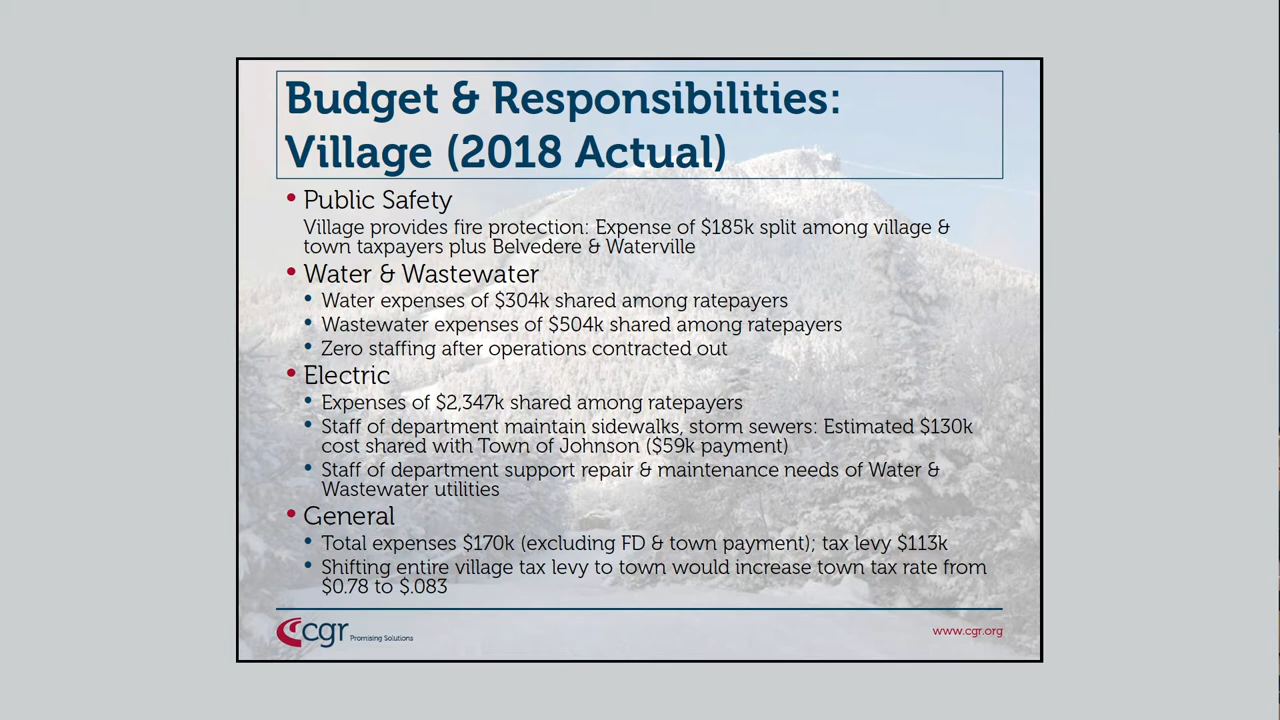 Budget & Responsibilities:
Village (2018 Actual)
• Public Safety
Village provides fire protection: Expense of $185k split among village &
town taxpayers plus Belvedere & Waterville
• Water & Wastewater
• Water expenses of $304k shared among ratepayers
• Wastewater expenses of $504k shared among ratepayers
• Zero staffing after operations contracted out
• Electric
• Expenses of $2,347k shared among ratepayers
• Staff of department maintain sidewalks, storm sewers: Estimated $130k
cost shared with Town of Johnson ($59k payment)
• Staff of department support repair & maintenance needs of Water &
Wastewater utilities
• General
• Total expenses $170k (excluding FD & town payment); tax levy $113k
• Shifting entire village tax levy to town would increase town tax rate from
$0.78 to $.083
cgr Promising Solutions
www.cgr.org